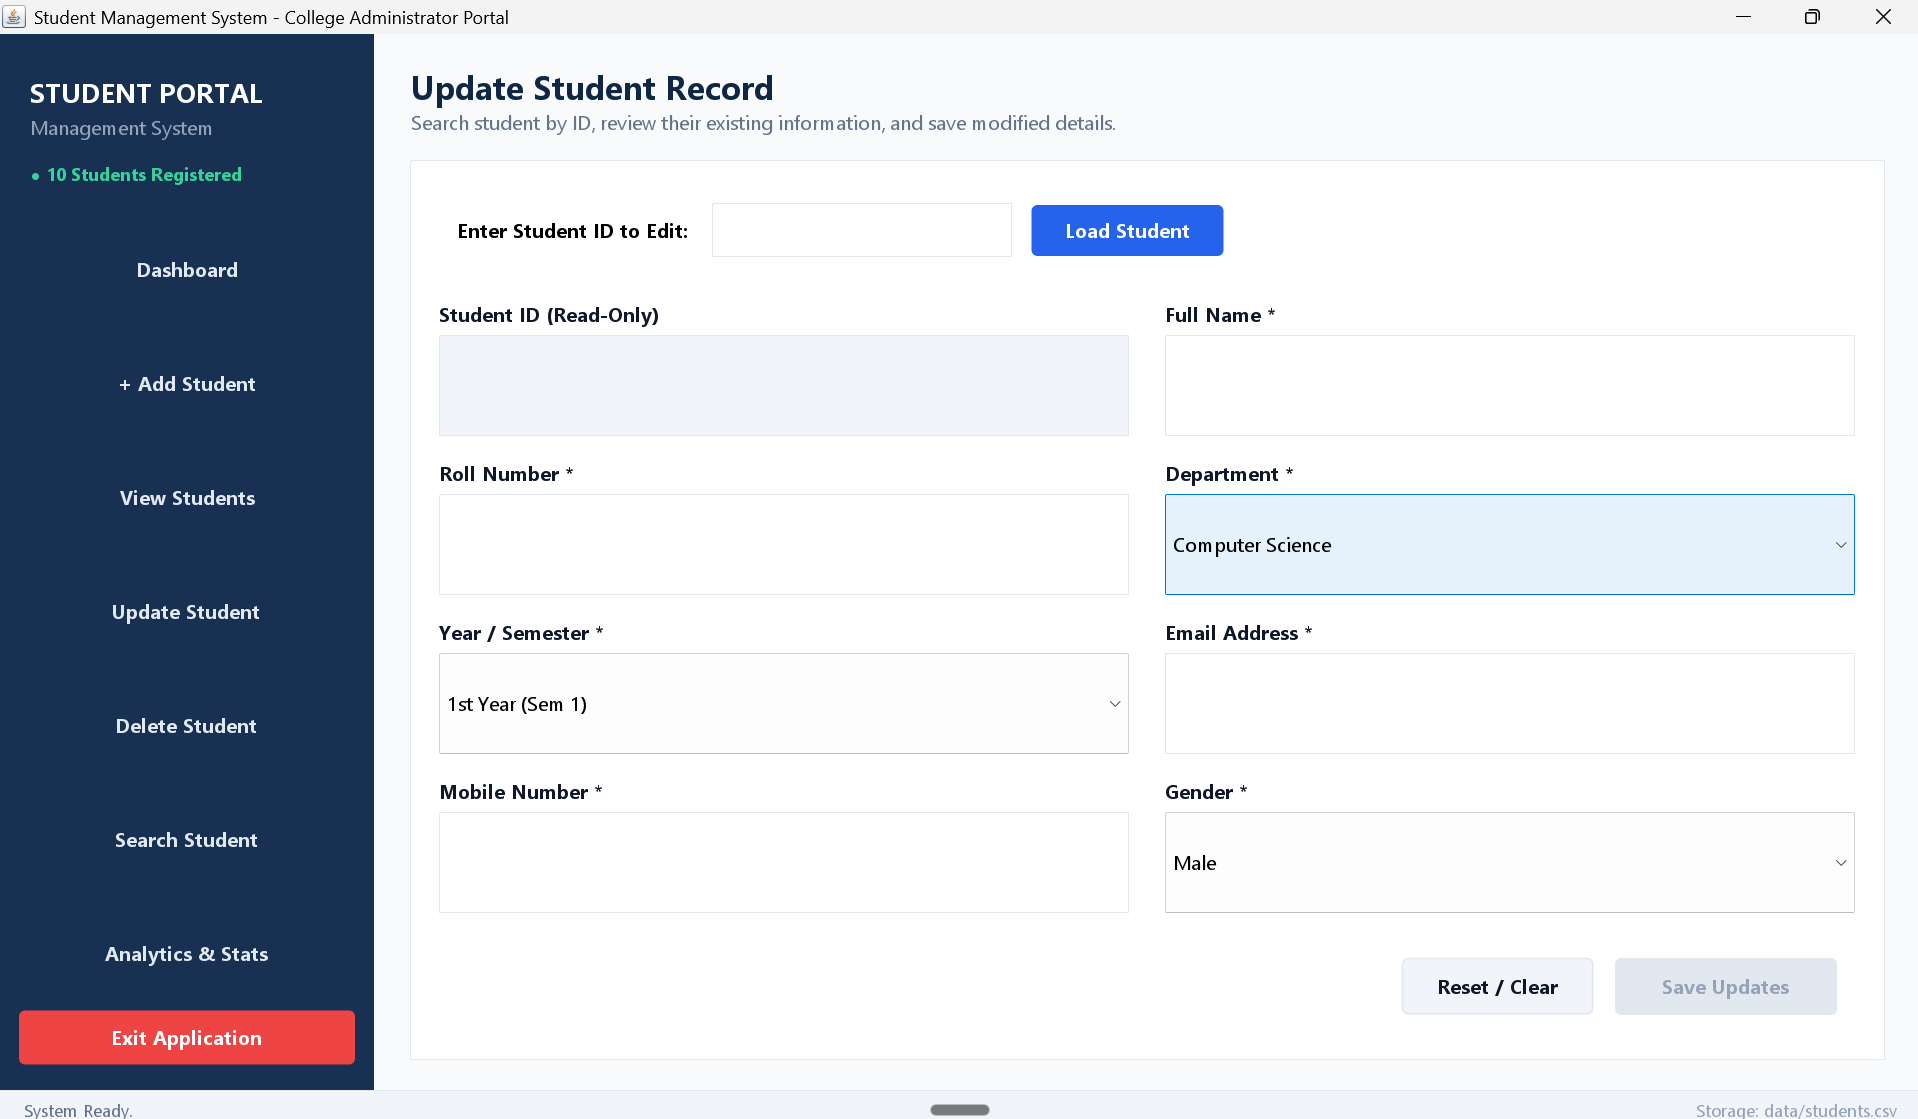 Student Management System - College Administrator Portal
STUDENT PORTAL
Management System
● 10 Students Registered
Dashboard
+ Add Student
View Students
Update Student
Delete Student
Search Student
Analytics & Stats
Exit Application
Update Student Record
Search student by ID, review their existing information, and save modified details.
Enter Student ID to Edit:
Load Student
Student ID (Read-Only)
Full Name *
Roll Number *
Department *
Computer Science
Year / Semester *
Email Address *
1st Year (Sem 1)
Mobile Number *
Gender *
Male
Reset / Clear
Save Updates
System Ready.
Storage: data/students.csv